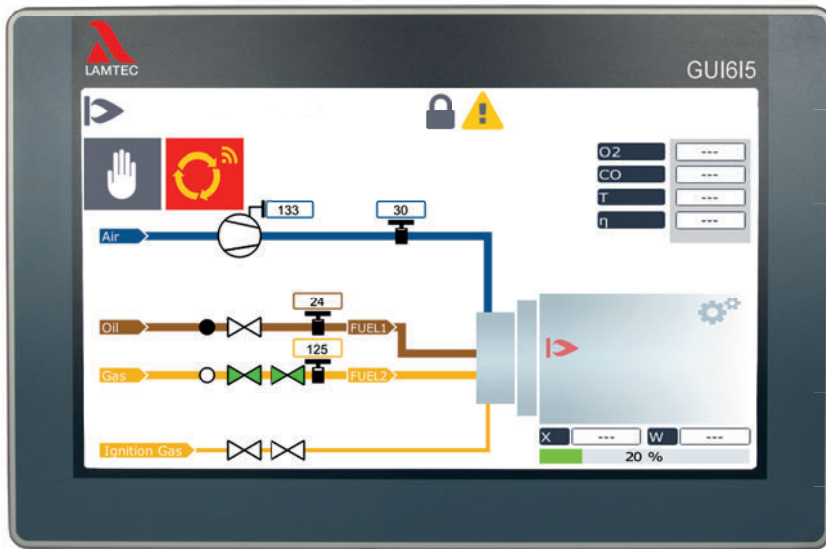 LAMTEC
GUI6I5
O2 ---
CO ---
T ---
η ---
133
30
Air
24
Oil
FUEL1
125
Gas
FUEL2
Ignition Gas
X --- W ---
20 %